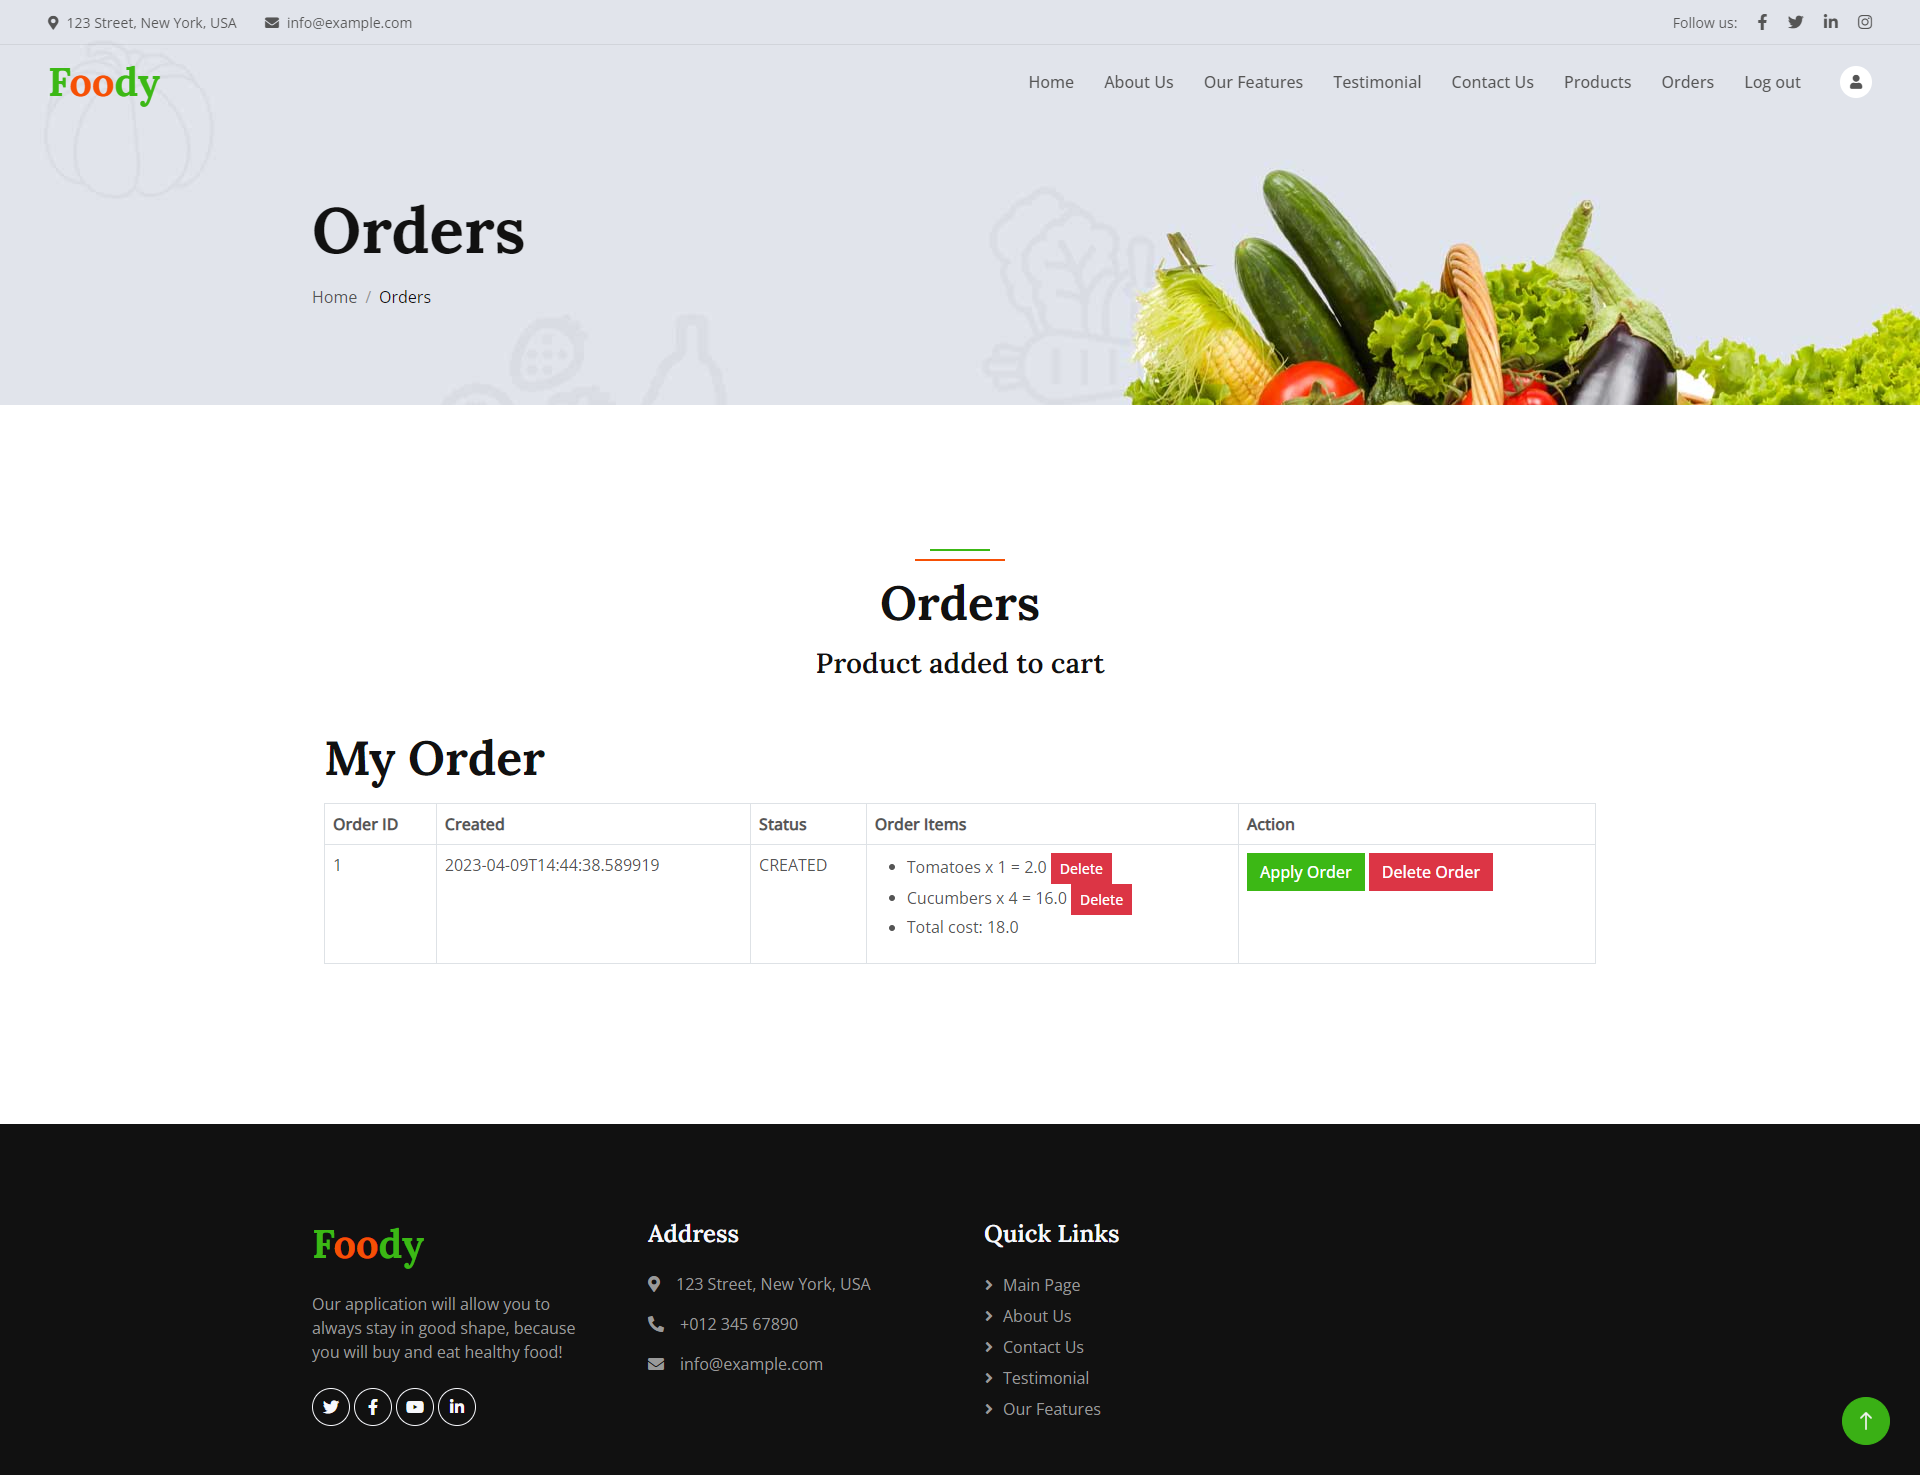 123 Street, New York, USA info@example.com Follow us:
Foody Home About Us Our Features Testimonial Contact Us Products Orders Log out
Orders
Home / Orders
Orders
Product added to cart
My Order
Order ID Created Status Order Items Action
1 2023-04-09T14:44:38.589919 CREATED Tomatoes x 1 = 2.0 Delete Apply Order Delete Order
Cucumbers x 4 = 16.0 Delete
Total cost: 18.0
Foody
Our application will allow you to
always stay in good shape, because
you will buy and eat healthy food!
Address
123 Street, New York, USA
+012 345 67890
info@example.com
Quick Links
Main Page
About Us
Contact Us
Testimonial
Our Features